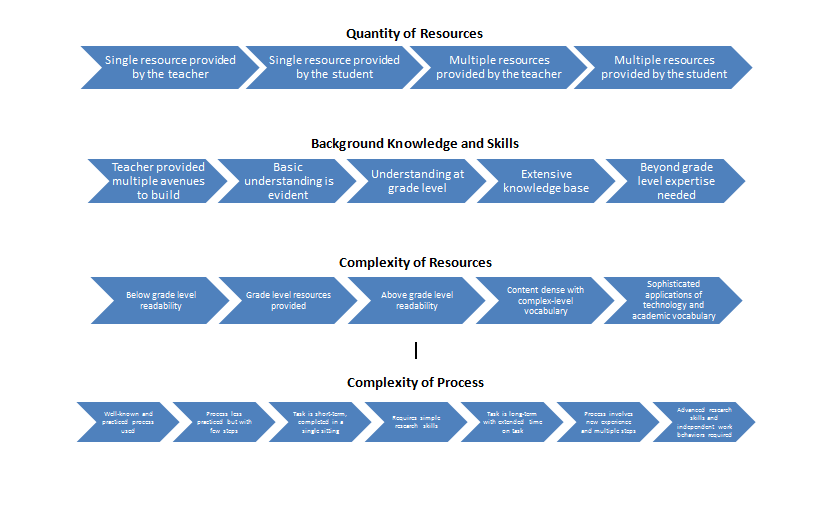 Quantity of Resources
Single resource provided
by the teacher
Single resource provided
by the student
Multiple resources
provided by the teacher
Multiple resources
provided by the student
Background Knowledge and Skills
Teacher provided
multiple avenues
to build
Basic
understanding is
evident
Understanding at
grade level
Extensive
knowledge base
Beyond grade
level expertise
needed
Complexity of Resources
Below grade level
readability
Grade level resources
provided
Above grade level
readability
Content dense with
complex-level
vocabulary
Sophisticated
applications of
technology and
academic vocabulary
Complexity of Process
Well-known and
practiced process
used
Process less
practiced but with
few steps
Task is short-term,
completed in a
single sitting
Requires simple
research skills
Task is long-term
with extended time
on task
Process involves
new experience
and multiple steps
Advanced research
skills and
independent work
behaviors required